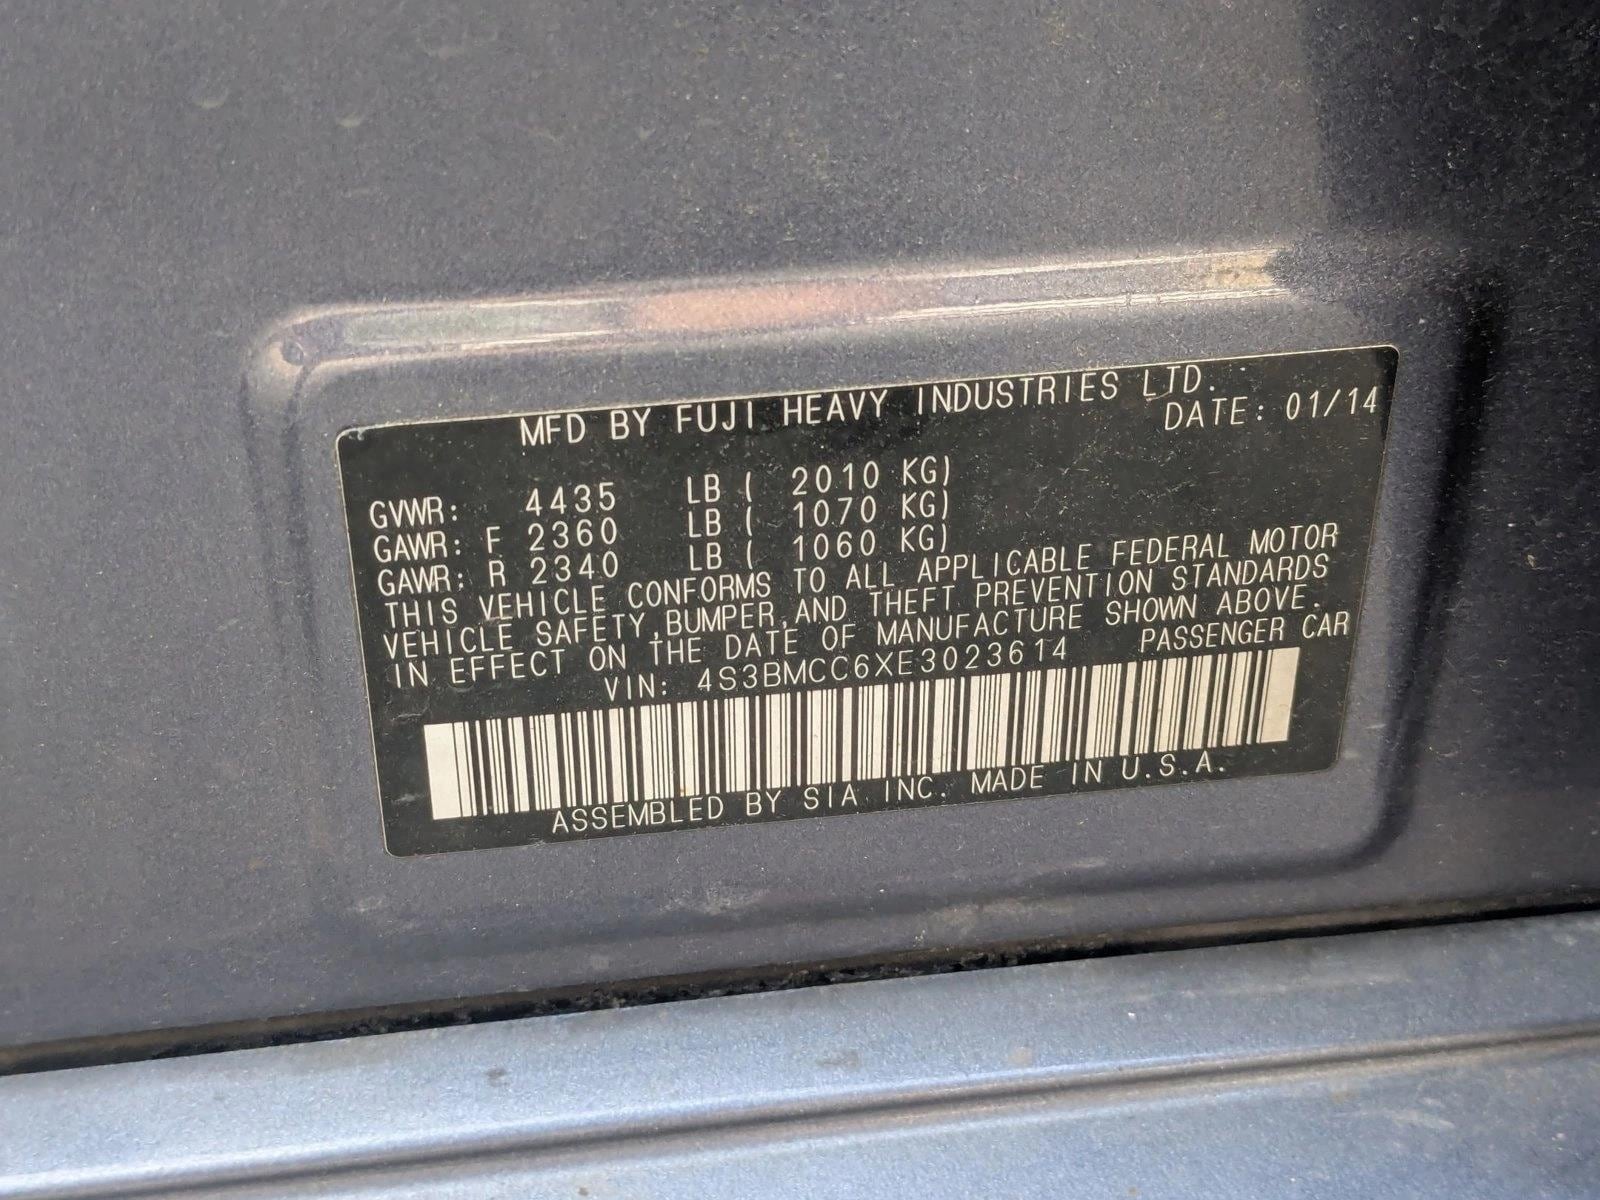 MFD BY FUJI HEAVY INDUSTRIES LTD.
DATE: 01/14
GVWR: 4435 LB ( 2010 KG)
GAWR: F 2360 LB ( 1070 KG)
GAWR: R 2340 LB ( 1060 KG)
THIS VEHICLE CONFORMS TO ALL APPLICABLE FEDERAL MOTOR
VEHICLE SAFETY, BUMPER, AND THEFT PREVENTION STANDARDS
IN EFFECT ON THE DATE OF MANUFACTURE SHOWN ABOVE.
VIN: 4S3BMCC6XE3023614 PASSENGER CAR
ASSEMBLED BY SIA INC. MADE IN U.S.A.